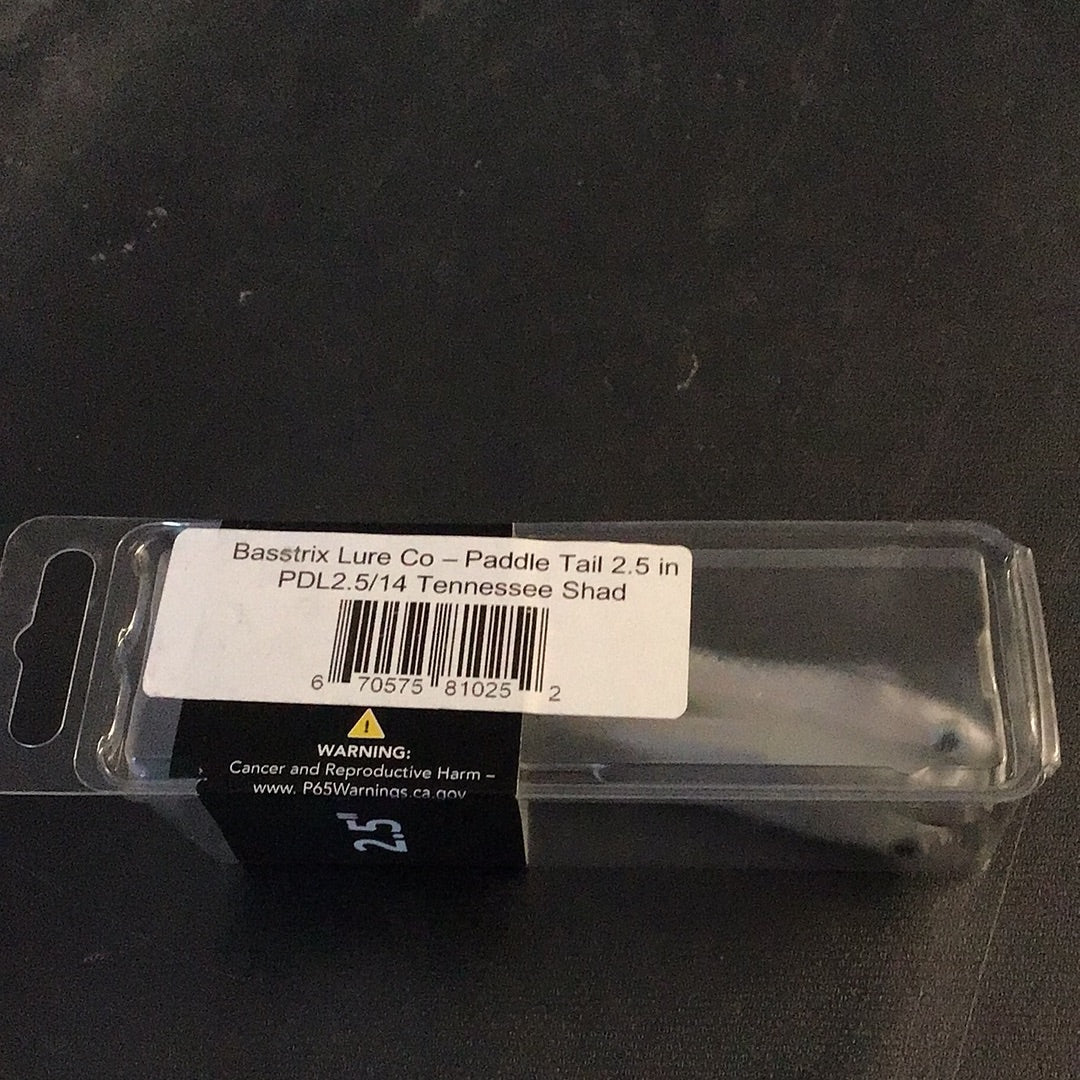 Basstrix Lure Co – Paddle Tail 2.5 in
PDL2.5/14 Tennessee Shad
6 70575 81025 2
WARNING:
Cancer and Reproductive Harm –
www. P65Warnings.ca.gov
2.5"